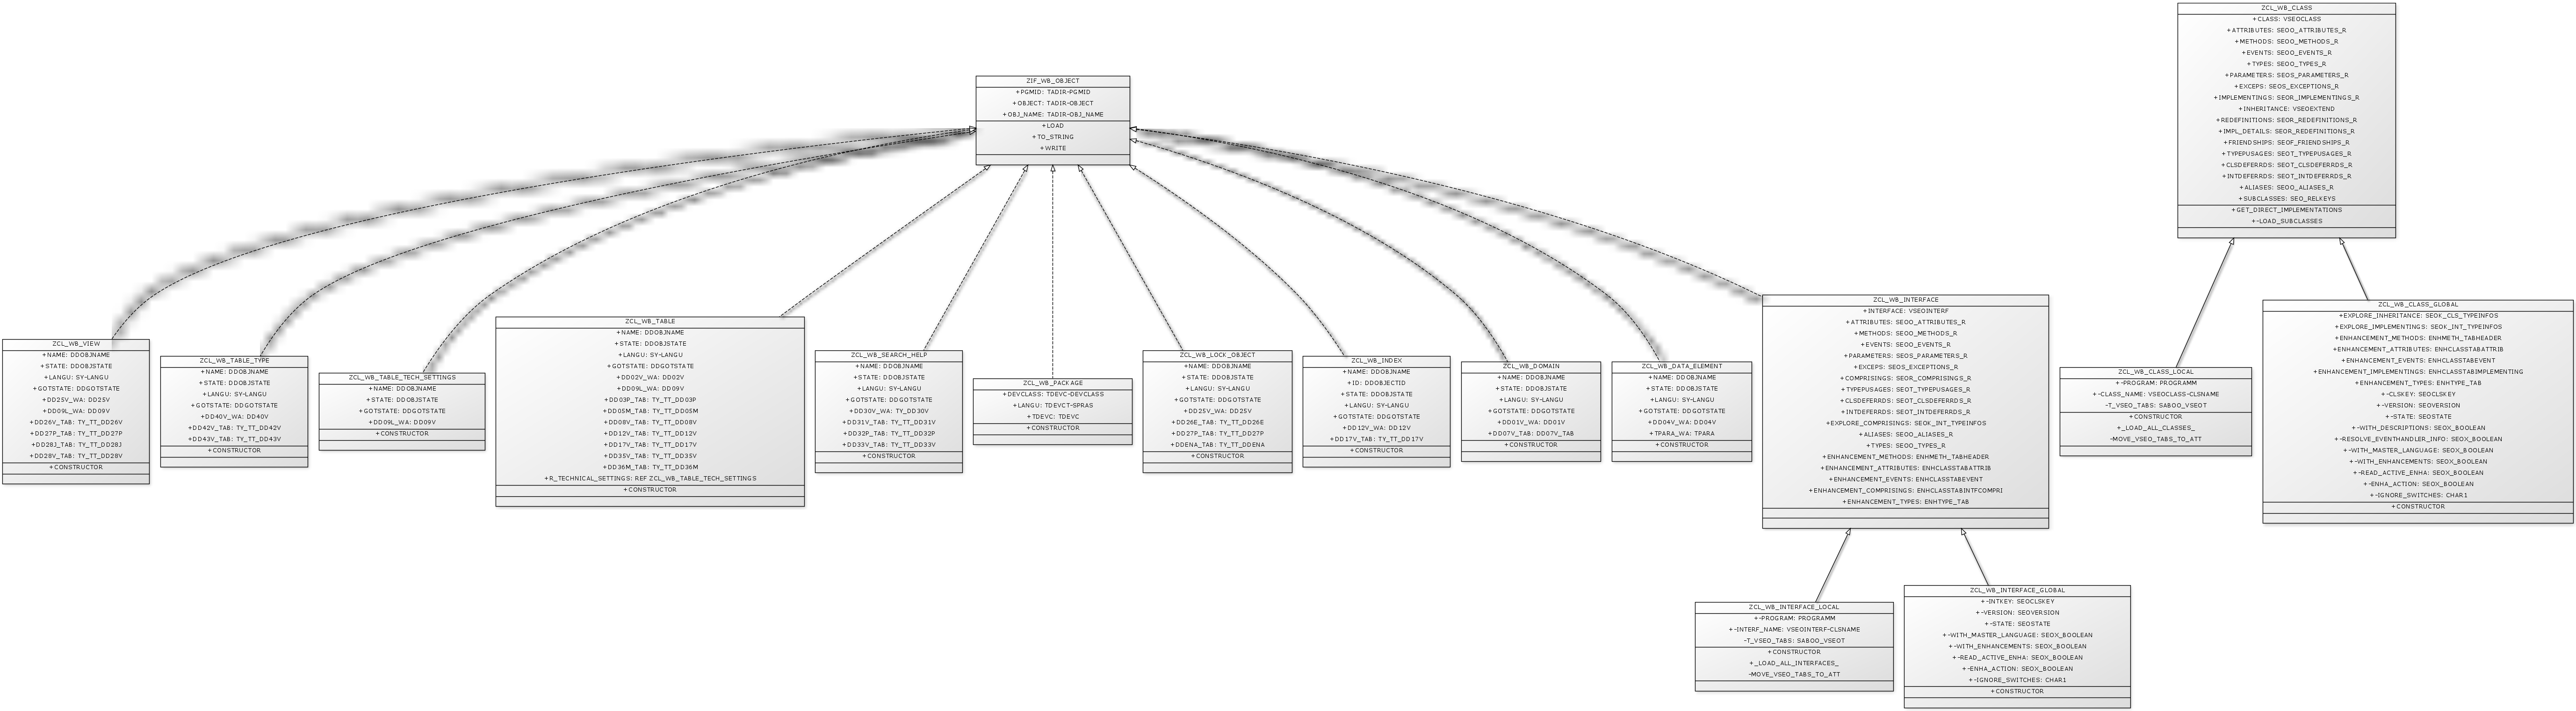 ZCL_WB_CLASS
+CLASS: VSEOCLASS
+ATTRIBUTES: SEOO_ATTRIBUTES_R
+METHODS: SEOO_METHODS_R
+EVENTS: SEOO_EVENTS_R
+TYPES: SEOO_TYPES_R
+PARAMETERS: SEOS_PARAMETERS_R
+EXCEPS: SEOS_EXCEPTIONS_R
+IMPLEMENTINGS: SEOR_IMPLEMENTINGS_R
+INHERITANCE: VSEOEXTEND
+REDEFINITIONS: SEOR_REDEFINITIONS_R
+IMPL_DETAILS: SEOR_REDEFINITIONS_R
+FRIENDSHIPS: SEOF_FRIENDSHIPS_R
+TYPEPUSAGES: SEOT_TYPEPUSAGES_R
+CLSDEFERRDS: SEOT_CLSDEFERRDS_R
+INTDEFERRDS: SEOT_INTDEFERRDS_R
+ALIASES: SEOO_ALIASES_R
+SUBCLASSES: SEO_RELKEYS
+GET_DIRECT_IMPLEMENTATIONS
+-LOAD_SUBCLASSES
ZIF_WB_OBJECT
+PGMID: TADIR-PGMID
+OBJECT: TADIR-OBJECT
+OBJ_NAME: TADIR-OBJ_NAME
+LOAD
+TO_STRING
+WRITE
ZCL_WB_VIEW
+NAME: DDOBJNAME
+STATE: DDOBJSTATE
+LANGU: SY-LANGU
+GOTSTATE: DDGOTSTATE
+DD25V_WA: DD25V
+DD09L_WA: DD09V
+DD26V_TAB: TY_TT_DD26V
+DD27P_TAB: TY_TT_DD27P
+DD28J_TAB: TY_TT_DD28J
+DD28V_TAB: TY_TT_DD28V
+CONSTRUCTOR
ZCL_WB_TABLE_TYPE
+NAME: DDOBJNAME
+STATE: DDOBJSTATE
+LANGU: SY-LANGU
+GOTSTATE: DDGOTSTATE
+DD40V_WA: DD40V
+DD42V_TAB: TY_TT_DD42V
+DD43V_TAB: TY_TT_DD43V
+CONSTRUCTOR
ZCL_WB_TABLE_TECH_SETTINGS
+NAME: DDOBJNAME
+STATE: DDOBJSTATE
+GOTSTATE: DDGOTSTATE
+DD09L_WA: DD09V
+CONSTRUCTOR
ZCL_WB_TABLE
+NAME: DDOBJNAME
+STATE: DDOBJSTATE
+LANGU: SY-LANGU
+GOTSTATE: DDGOTSTATE
+DD02V_WA: DD02V
+DD09L_WA: DD09V
+DD03P_TAB: TY_TT_DD03P
+DD05M_TAB: TY_TT_DD05M
+DD08V_TAB: TY_TT_DD08V
+DD12V_TAB: TY_TT_DD12V
+DD17V_TAB: TY_TT_DD17V
+DD35V_TAB: TY_TT_DD35V
+DD36M_TAB: TY_TT_DD36M
+R_TECHNICAL_SETTINGS: REF ZCL_WB_TABLE_TECH_SETTINGS
+CONSTRUCTOR
ZCL_WB_SEARCH_HELP
+NAME: DDOBJNAME
+STATE: DDOBJSTATE
+LANGU: SY-LANGU
+GOTSTATE: DDGOTSTATE
+DD30V_WA: TY_DD30V
+DD31V_TAB: TY_TT_DD31V
+DD32P_TAB: TY_TT_DD32P
+DD33V_TAB: TY_TT_DD33V
+CONSTRUCTOR
ZCL_WB_PACKAGE
+DEVCLASS: TDEVC-DEVCLASS
+LANGU: TDEVCT-SPRAS
+TDEVC: TDEVC
+CONSTRUCTOR
ZCL_WB_LOCK_OBJECT
+NAME: DDOBJNAME
+STATE: DDOBJSTATE
+LANGU: SY-LANGU
+GOTSTATE: DDGOTSTATE
+DD25V_WA: DD25V
+DD26E_TAB: TY_TT_DD26E
+DD27P_TAB: TY_TT_DD27P
+DDENA_TAB: TY_TT_DDENA
+CONSTRUCTOR
ZCL_WB_INDEX
+NAME: DDOBJNAME
+ID: DDOBJECTID
+STATE: DDOBJSTATE
+LANGU: SY-LANGU
+GOTSTATE: DDGOTSTATE
+DD12V_WA: DD12V
+DD17V_TAB: TY_TT_DD17V
+CONSTRUCTOR
ZCL_WB_DOMAIN
+NAME: DDOBJNAME
+STATE: DDOBJSTATE
+LANGU: SY-LANGU
+GOTSTATE: DDGOTSTATE
+DD01V_WA: DD01V
+DD07V_TAB: DD07V_TAB
+CONSTRUCTOR
ZCL_WB_DATA_ELEMENT
+NAME: DDOBJNAME
+STATE: DDOBJSTATE
+LANGU: SY-LANGU
+GOTSTATE: DDGOTSTATE
+DD04V_WA: DD04V
+TPARA_WA: TPARA
+CONSTRUCTOR
ZCL_WB_INTERFACE
+INTERFACE: VSEOINTERF
+ATTRIBUTES: SEOO_ATTRIBUTES_R
+METHODS: SEOO_METHODS_R
+EVENTS: SEOO_EVENTS_R
+PARAMETERS: SEOS_PARAMETERS_R
+EXCEPS: SEOS_EXCEPTIONS_R
+COMPRISINGS: SEOR_COMPRISINGS_R
+TYPEPUSAGES: SEOT_TYPEPUSAGES_R
+CLSDEFERRDS: SEOT_CLSDEFERRDS_R
+INTDEFERRDS: SEOT_INTDEFERRDS_R
+EXPLORE_COMPRISINGS: SEOK_INT_TYPEINFOS
+ALIASES: SEOO_ALIASES_R
+TYPES: SEOO_TYPES_R
+ENHANCEMENT_METHODS: ENHMETH_TABHEADER
+ENHANCEMENT_ATTRIBUTES: ENHCLASSTABATTRIB
+ENHANCEMENT_EVENTS: ENHCLASSTABEVENT
+ENHANCEMENT_COMPRISINGS: ENHCLASSTABINTFCOMPRI
+ENHANCEMENT_TYPES: ENHTYPE_TAB
ZCL_WB_CLASS_LOCAL
+-PROGRAM: PROGRAMM
+-CLASS_NAME: VSEOCLASS-CLSNAME
-T_VSEO_TABS: SABOO_VSEOT
+CONSTRUCTOR
+_LOAD_ALL_CLASSES_
-MOVE_VSEO_TABS_TO_ATT
ZCL_WB_CLASS_GLOBAL
+EXPLORE_INHERITANCE: SEOK_CLS_TYPEINFOS
+EXPLORE_IMPLEMENTINGS: SEOK_INT_TYPEINFOS
+ENHANCEMENT_METHODS: ENHMETH_TABHEADER
+ENHANCEMENT_ATTRIBUTES: ENHCLASSTABATTRIB
+ENHANCEMENT_EVENTS: ENHCLASSTABEVENT
+ENHANCEMENT_IMPLEMENTINGS: ENHCLASSTABIMPLEMENTING
+ENHANCEMENT_TYPES: ENHTYPE_TAB
+-CLSKEY: SEOCLSKEY
+-VERSION: SEOVERSION
+-STATE: SEOSTATE
+-WITH_DESCRIPTIONS: SEOX_BOOLEAN
+-RESOLVE_EVENTHANDLER_INFO: SEOX_BOOLEAN
+-WITH_MASTER_LANGUAGE: SEOX_BOOLEAN
+-WITH_ENHANCEMENTS: SEOX_BOOLEAN
+-READ_ACTIVE_ENHA: SEOX_BOOLEAN
+-ENHA_ACTION: SEOX_BOOLEAN
+-IGNORE_SWITCHES: CHAR1
+CONSTRUCTOR
ZCL_WB_INTERFACE_LOCAL
+-PROGRAM: PROGRAMM
+-INTERF_NAME: VSEOINTERF-CLSNAME
-T_VSEO_TABS: SABOO_VSEOT
+CONSTRUCTOR
+_LOAD_ALL_INTERFACES_
-MOVE_VSEO_TABS_TO_ATT
ZCL_WB_INTERFACE_GLOBAL
+-INTKEY: SEOCLSKEY
+-VERSION: SEOVERSION
+-STATE: SEOSTATE
+-WITH_MASTER_LANGUAGE: SEOX_BOOLEAN
+-WITH_ENHANCEMENTS: SEOX_BOOLEAN
+-READ_ACTIVE_ENHA: SEOX_BOOLEAN
+-ENHA_ACTION: SEOX_BOOLEAN
+-IGNORE_SWITCHES: CHAR1
+CONSTRUCTOR